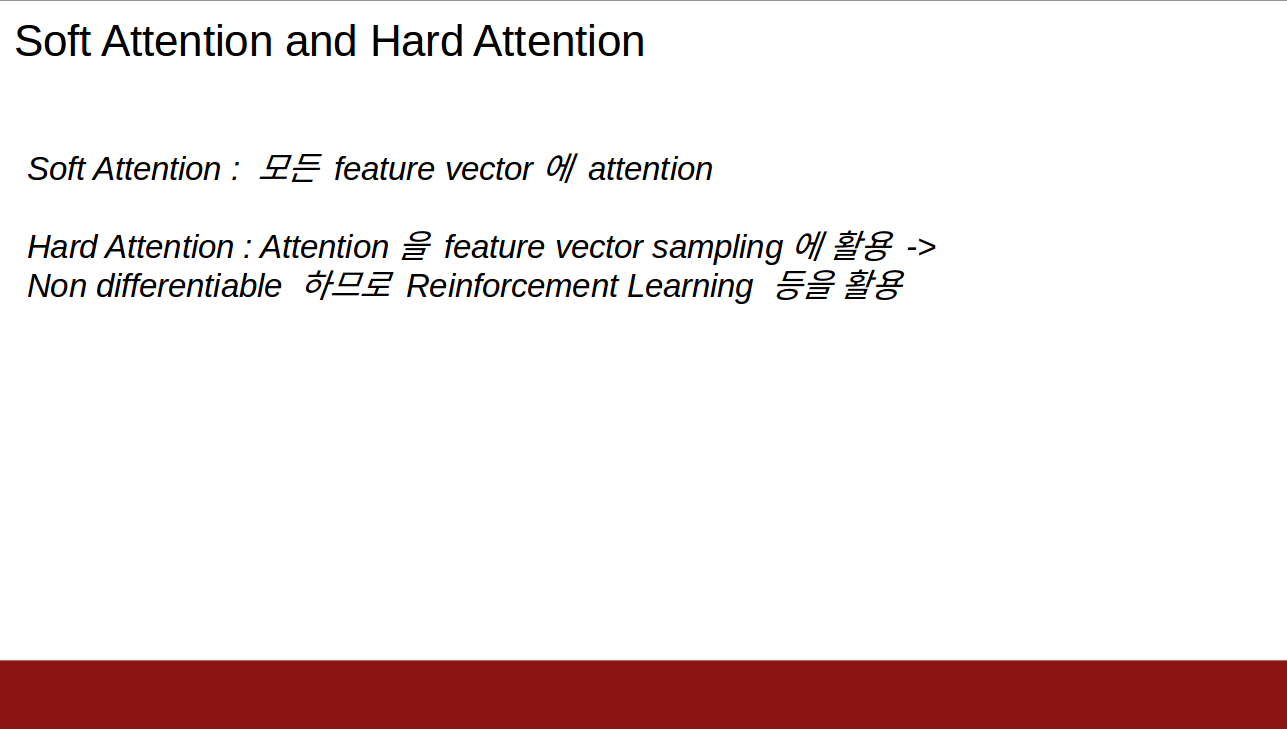 Soft Attention and Hard Attention
Soft Attention : 모든 feature vector 에 attention
Hard Attention : Attention 을 feature vector sampling 에 활용 ->
Non differentiable 하므로 Reinforcement Learning 등을 활용